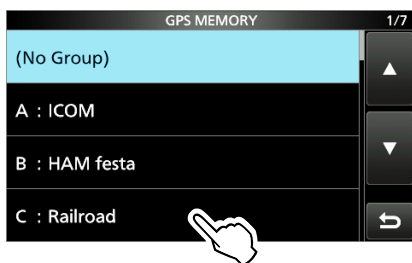 GPS MEMORY 1/7
(No Group)
A : ICOM
B : HAM festa
C : Railroad